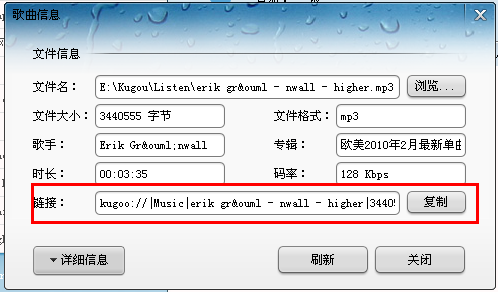 歌曲信息
文件信息
文件名： E:\Kugou\Listen\erik gr&ouml - nwall - higher.mp3 浏览...
文件大小： 3440555 字节 文件格式： mp3
歌手： Erik Gr&ouml;nwall 专辑： 欧美2010年2月最新单曲
时长： 00:03:35 码率： 128 Kbps
链接： kugoo://|Music|erik gr&ouml - nwall - higher|3440 复制
详细信息 刷新 关闭